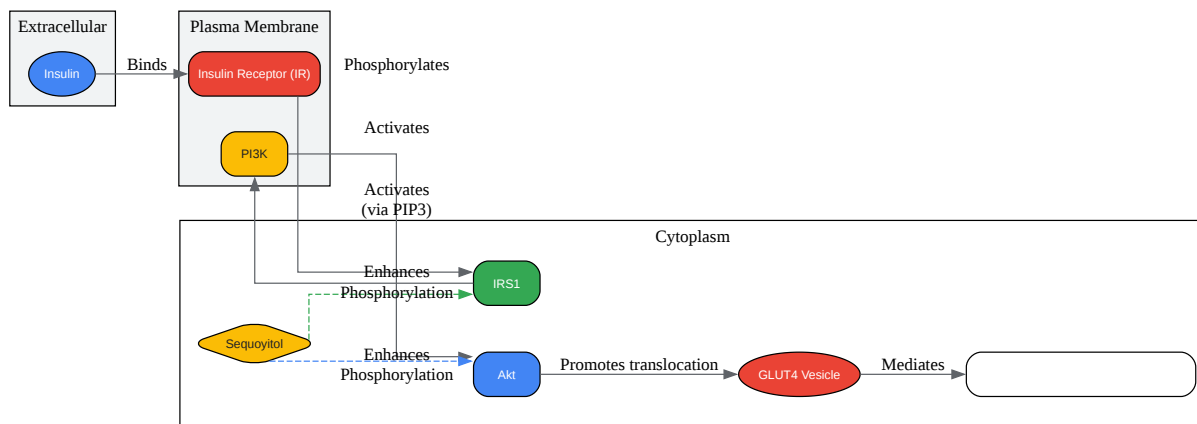 Extracellular
Plasma Membrane
Insulin
Binds
Insulin Receptor (IR)
Phosphorylates
Activates
PI3K
Activates
(via PIP3)
Cytoplasm
Enhances
Phosphorylation
IRS1
Sequoyitol
Enhances
Phosphorylation
Akt
Promotes translocation
GLUT4 Vesicle
Mediates